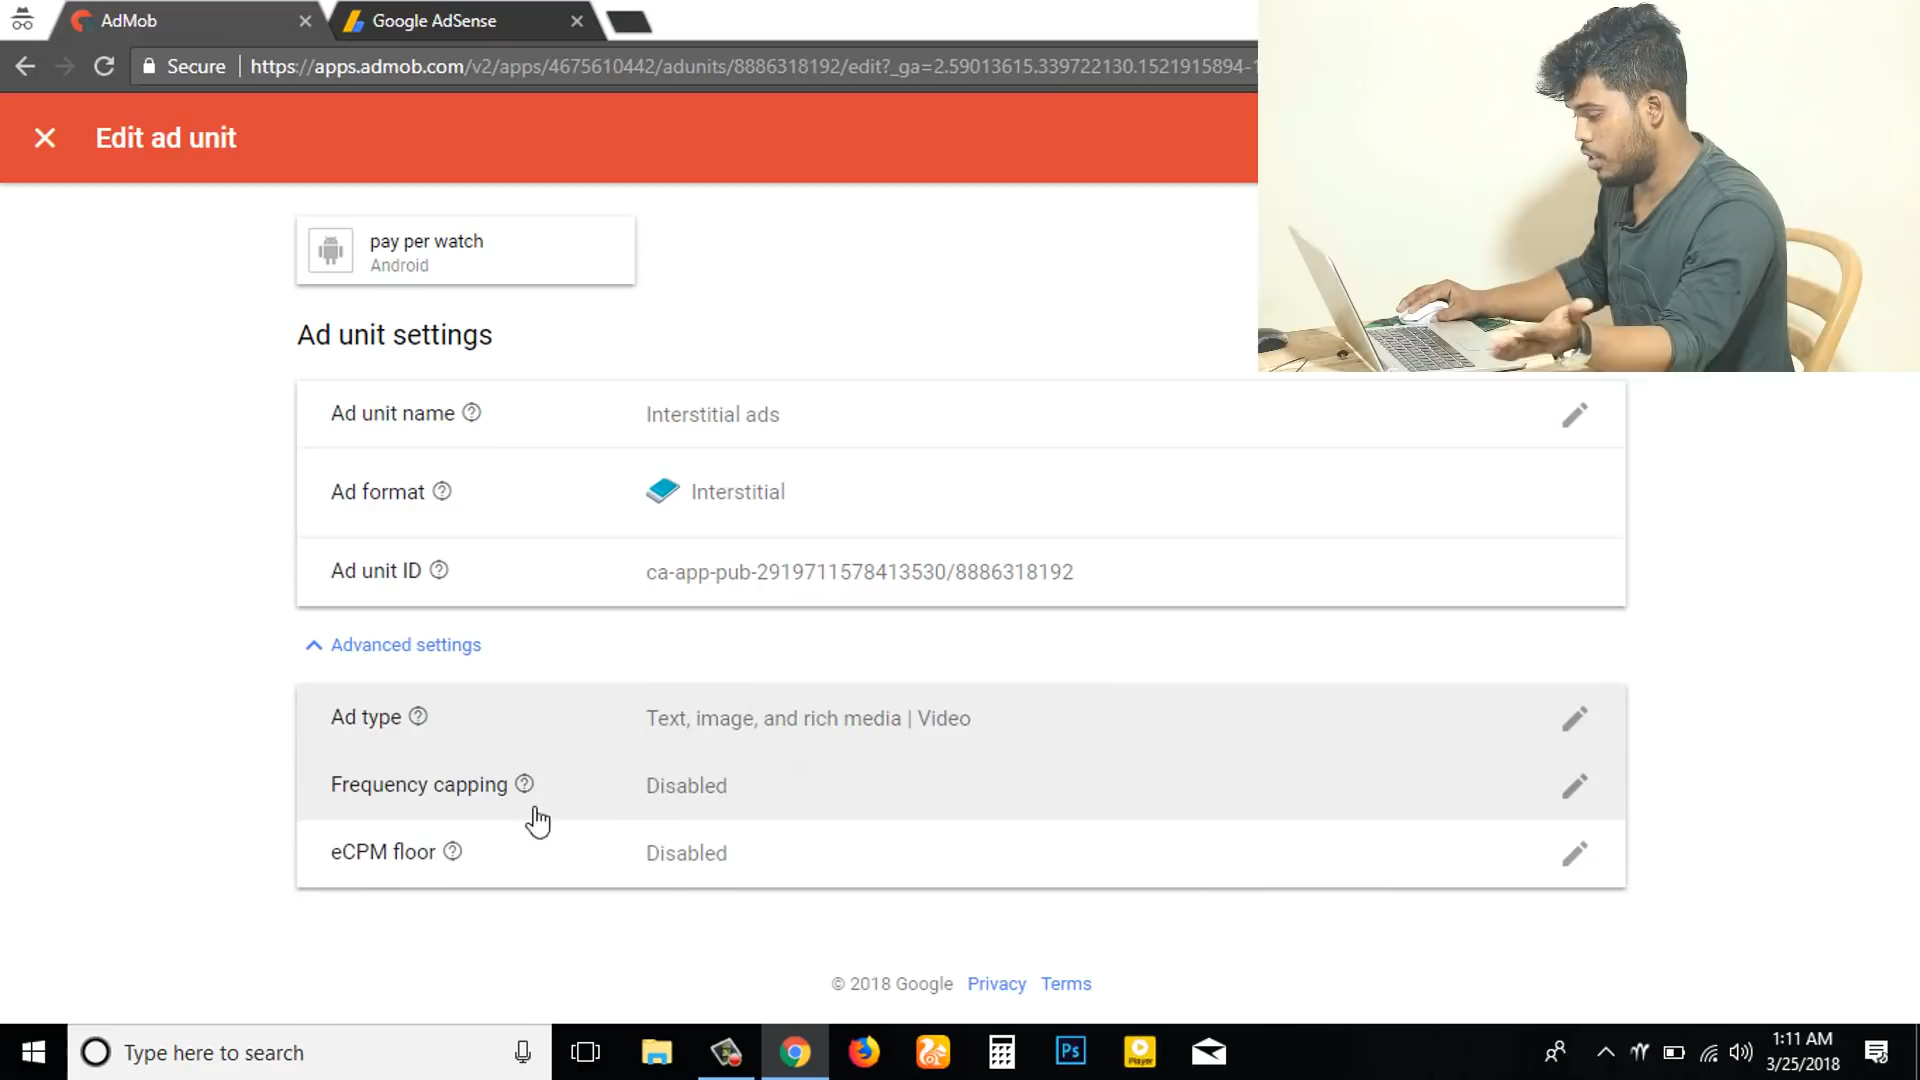 AdMob
Google AdSense
Secure https://apps.admob.com/v2/apps/4675610442/adunits/8886318192/edit?_ga=2.59013615.339722130.1521915894-1
Edit ad unit
pay per watch
Android
Ad unit settings
Ad unit name Interstitial ads
Ad format Interstitial
Ad unit ID ca-app-pub-2919711578413530/8886318192
Advanced settings
Ad type Text, image, and rich media | Video
Frequency capping Disabled
eCPM floor Disabled
© 2018 Google Privacy Terms
Type here to search
Ps
Player
1:11 AM
3/25/2018